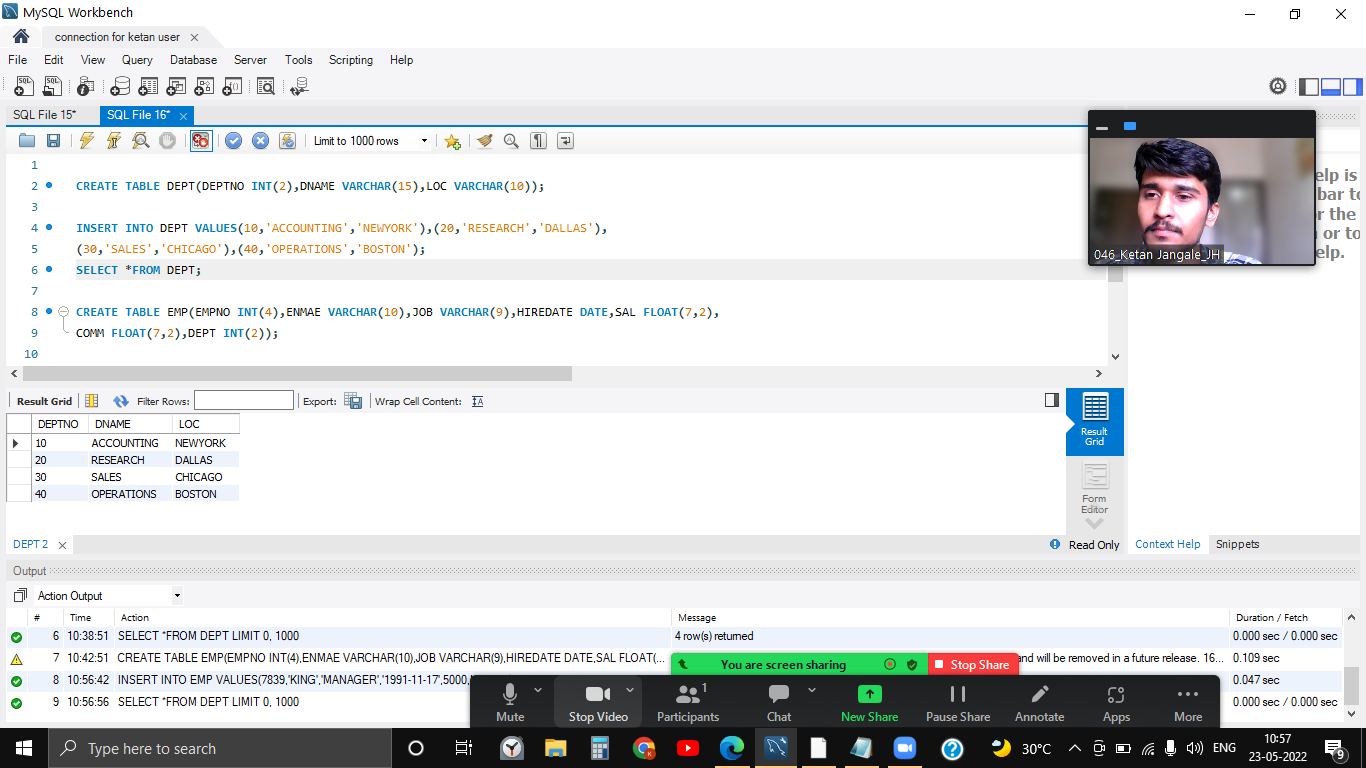 MySQL Workbench
connection for ketan user
File Edit View Query Database Server Tools Scripting Help
SQL File 15* SQL File 16*
Limit to 1000 rows
1
2 CREATE TABLE DEPT(DEPTNO INT(2),DNAME VARCHAR(15),LOC VARCHAR(10));
3
4 INSERT INTO DEPT VALUES(10,'ACCOUNTING','NEWYORK'),(20,'RESEARCH','DALLAS'),
5 (30,'SALES','CHICAGO'),(40,'OPERATIONS','BOSTON');
6 SELECT *FROM DEPT;
7
8 CREATE TABLE EMP(EMPNO INT(4),ENMAE VARCHAR(10),JOB VARCHAR(9),HIREDATE DATE,SAL FLOAT(7,2),
9 COMM FLOAT(7,2),DEPT INT(2));
10
046_Ketan Jangale_JH
elp is
bar to
r the
n or to
elp.
Result Grid Filter Rows: Export: Wrap Cell Content:
DEPTNO DNAME LOC
10 ACCOUNTING NEWYORK
20 RESEARCH DALLAS
30 SALES CHICAGO
40 OPERATIONS BOSTON
Result
Grid
Form
Editor
DEPT 2
Read Only
Context Help Snippets
Output
Action Output
# Time Action Message Duration / Fetch
6 10:38:51 SELECT *FROM DEPT LIMIT 0, 1000 4 row(s) returned 0.000 sec / 0.000 sec
7 10:42:51 CREATE TABLE EMP(EMPNO INT(4),ENMAE VARCHAR(10),JOB VARCHAR(9),HIREDATE DATE,SAL FLOAT(... and will be removed in a future release. 16... 0.109 sec
8 10:56:42 INSERT INTO EMP VALUES(7839,'KING','MANAGER','1991-11-17',5000, 0.047 sec
9 10:56:56 SELECT *FROM DEPT LIMIT 0, 1000 0.000 sec / 0.000 sec
You are screen sharing Stop Share
1
Mute Stop Video Participants Chat New Share Pause Share Annotate Apps More
Type here to search
30°C ENG
10:57
23-05-2022
9